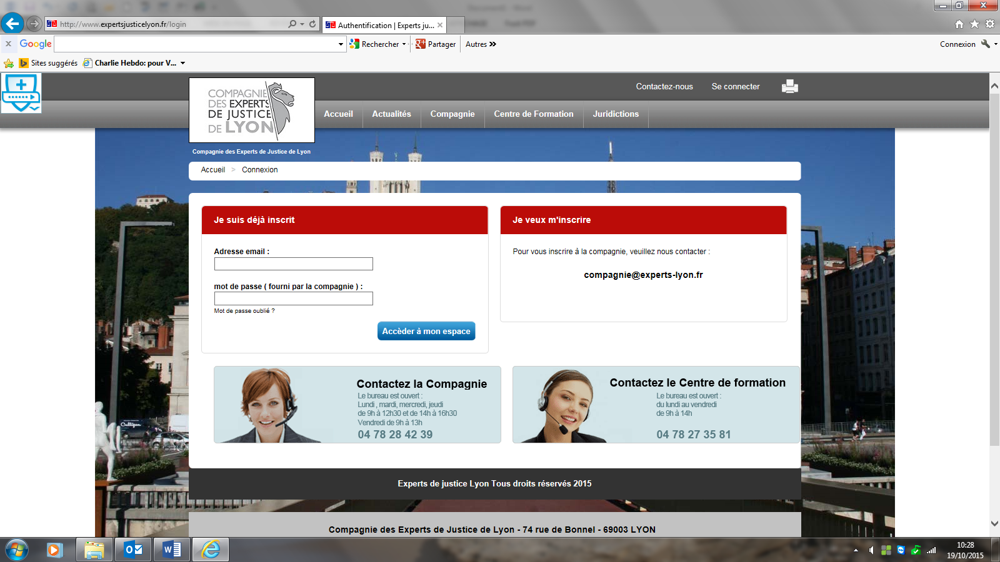 http://www.expertsjusticelyon.fr/login
Authentification | Experts ju...
Google
Rechercher
Partager
Autres
Connexion
Sites suggérés
Charlie Hebdo: pour V...
Contactez-nous
Se connecter
COMPAGNIE
DES EXPERTS
DE JUSTICE
DE LYON
Accueil
Actualités
Compagnie
Centre de Formation
Juridictions
Compagnie des Experts de Justice de Lyon
Accueil > Connexion
Je suis déjà inscrit
Adresse email :
mot de passe ( fourni par la compagnie ) :
Mot de passe oublié ?
Accèder à mon espace
Je veux m'inscrire
Pour vous inscrire à la compagnie, veuillez nous contacter :
compagnie@experts-lyon.fr
Contactez la Compagnie
Le bureau est ouvert :
Lundi , mardi, mercredi, jeudi
de 9h à 12h30 et de 14h à 16h30
Vendredi de 9h à 13h
04 78 28 42 39
Contactez le Centre de formation
Le bureau est ouvert :
du lundi au vendredi
de 9h à 14h
04 78 27 35 81
Culligan
Experts de justice Lyon Tous droits réservés 2015
Compagnie des Experts de Justice de Lyon - 74 rue de Bonnel - 69003 LYON
10:28
19/10/2015